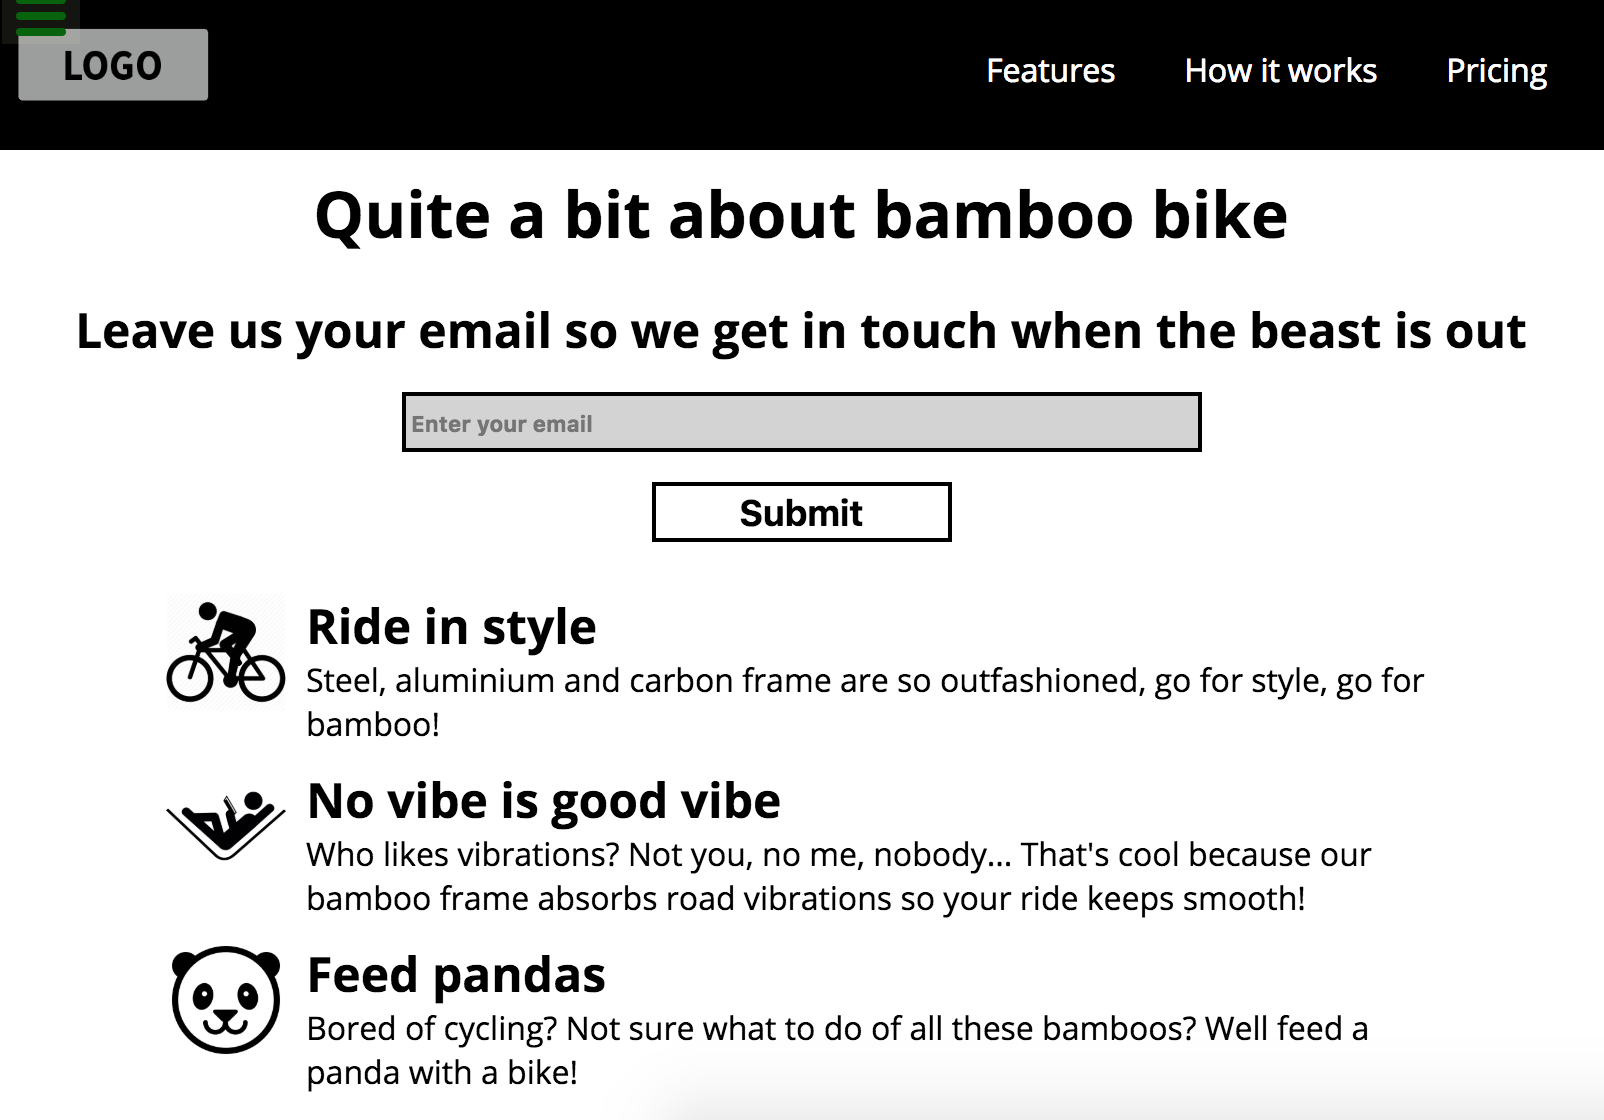 LOGO
Features
How it works
Pricing
Quite a bit about bamboo bike
Leave us your email so we get in touch when the beast is out
Enter your email
Submit
Ride in style
Steel, aluminium and carbon frame are so outfashioned, go for style, go for
bamboo!
No vibe is good vibe
Who likes vibrations? Not you, no me, nobody... That's cool because our
bamboo frame absorbs road vibrations so your ride keeps smooth!
Feed pandas
Bored of cycling? Not sure what to do of all these bamboos? Well feed a
panda with a bike!